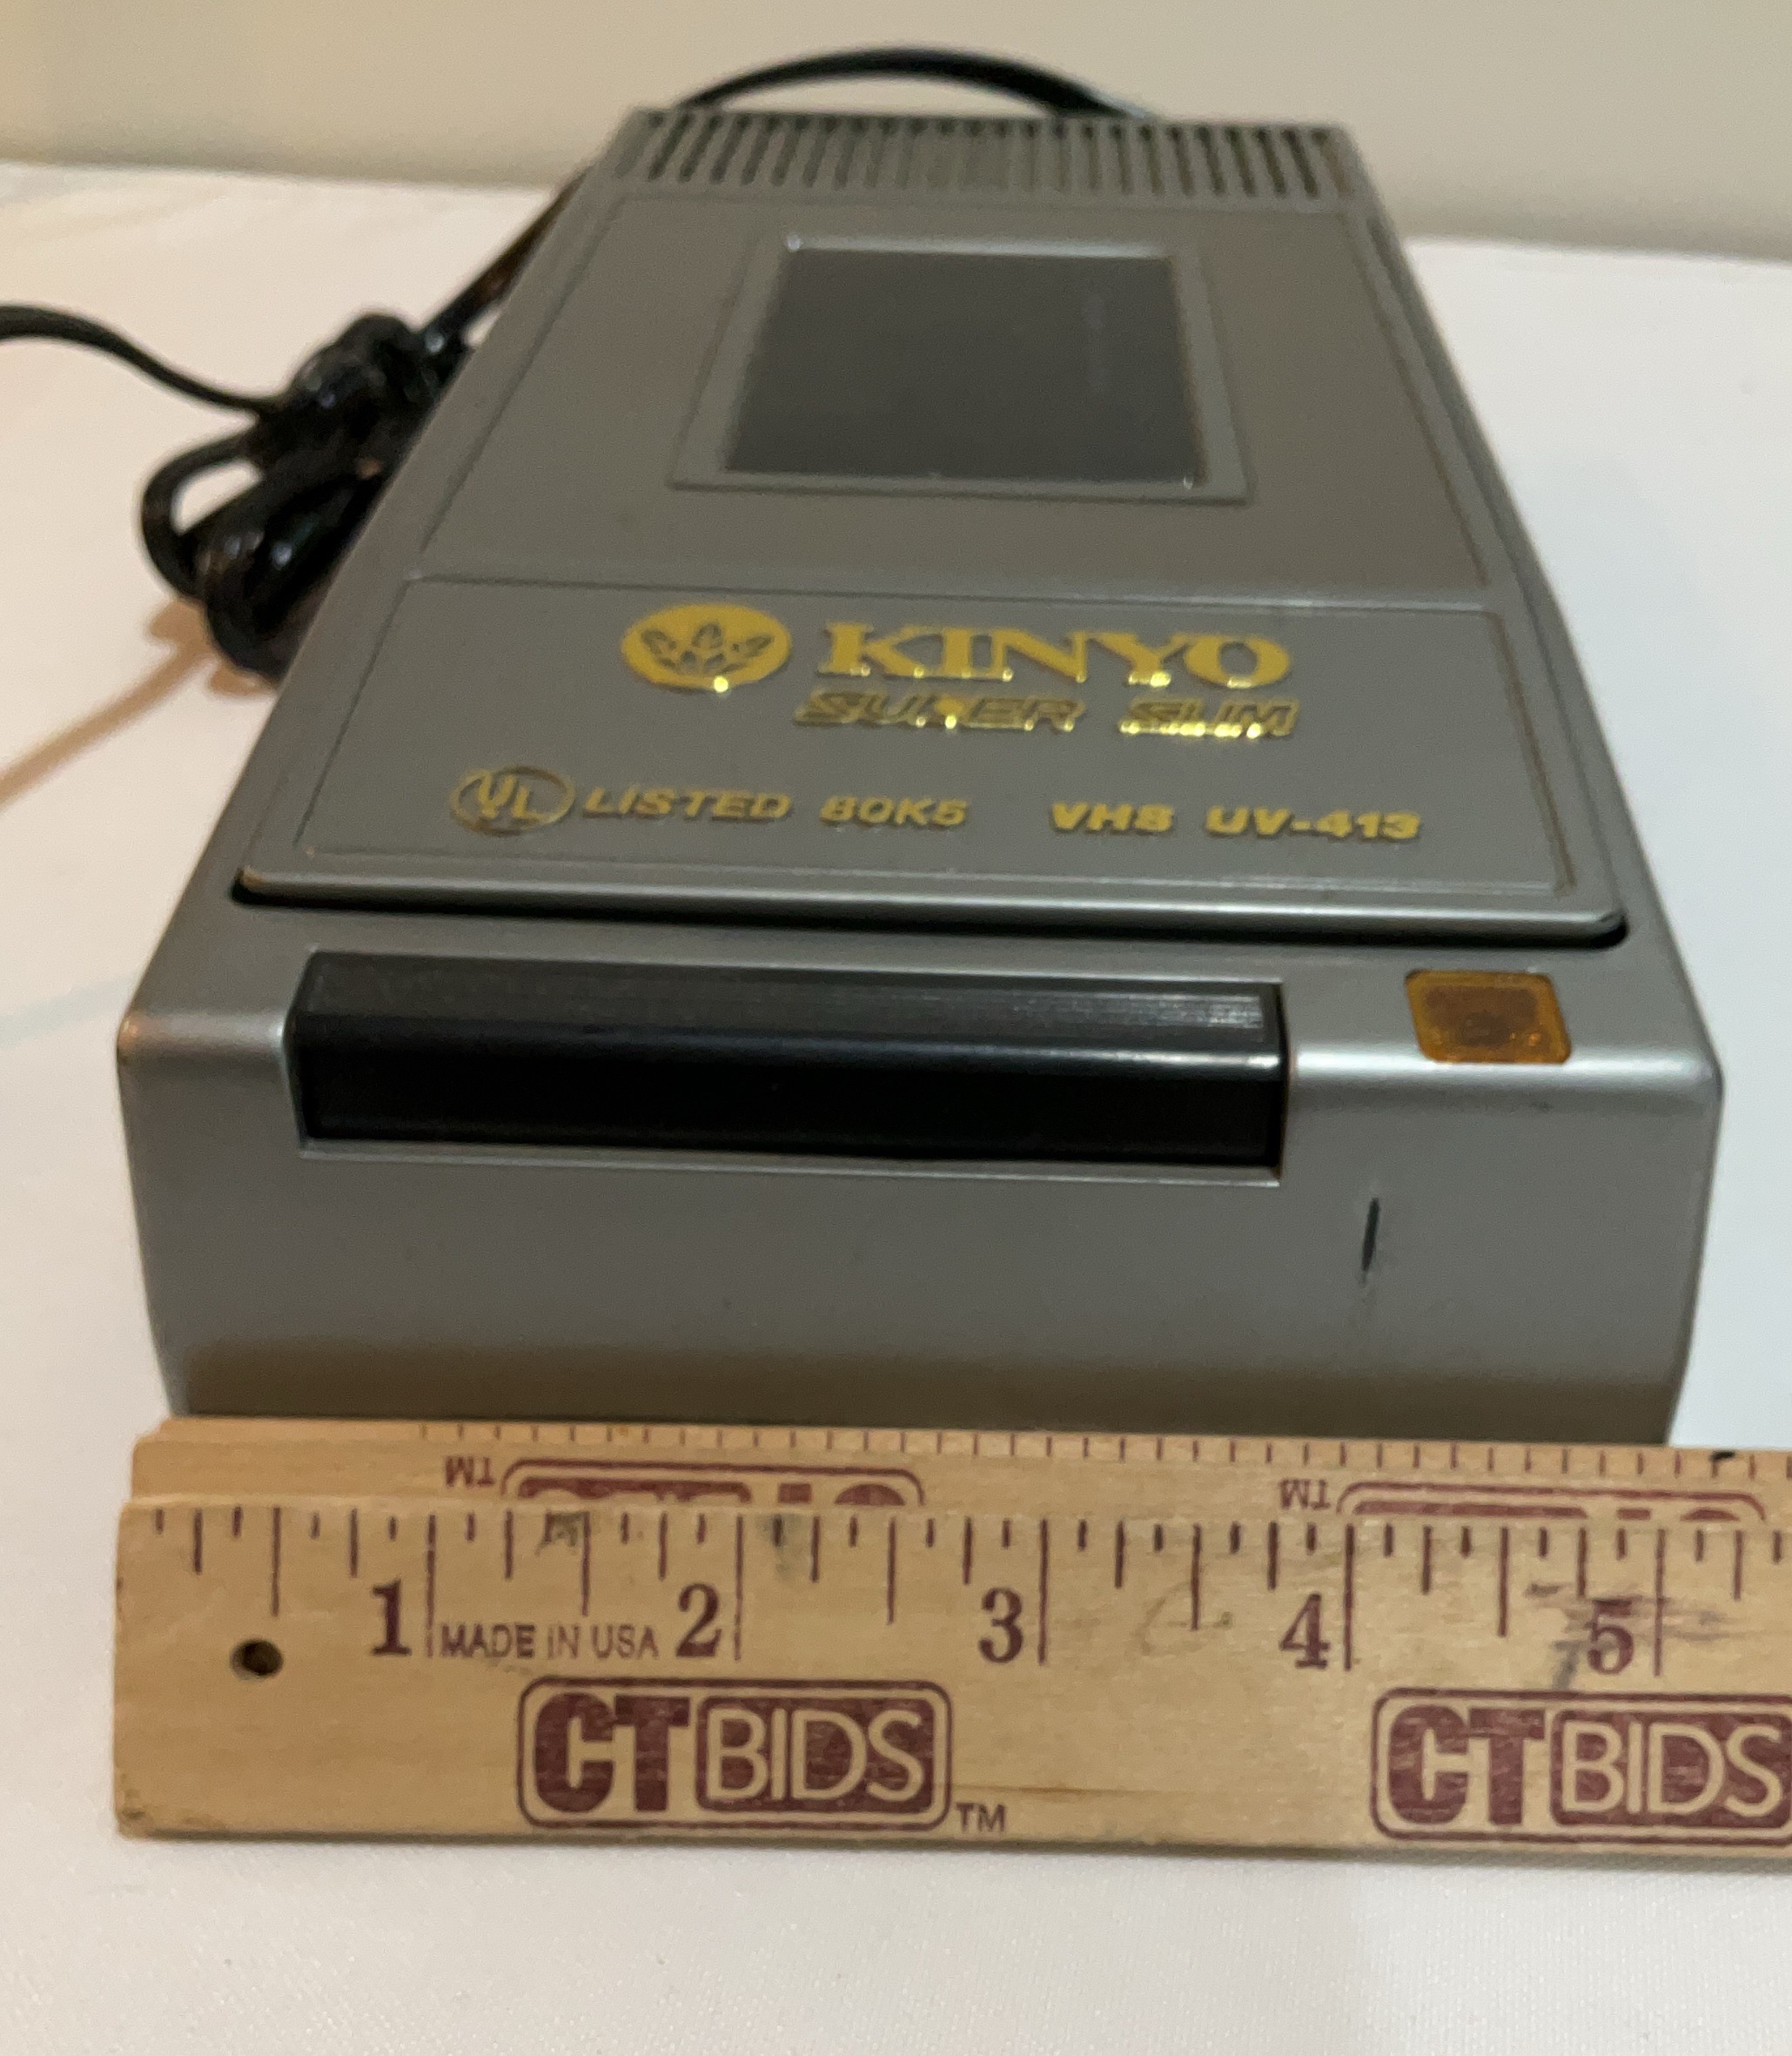 KINYO
SUPER SLIM
UL LISTED 80K5 VHS UV-413
TM TM
1 2 3 4 5
MADE IN USA
CTBIDS TM CTBIDS